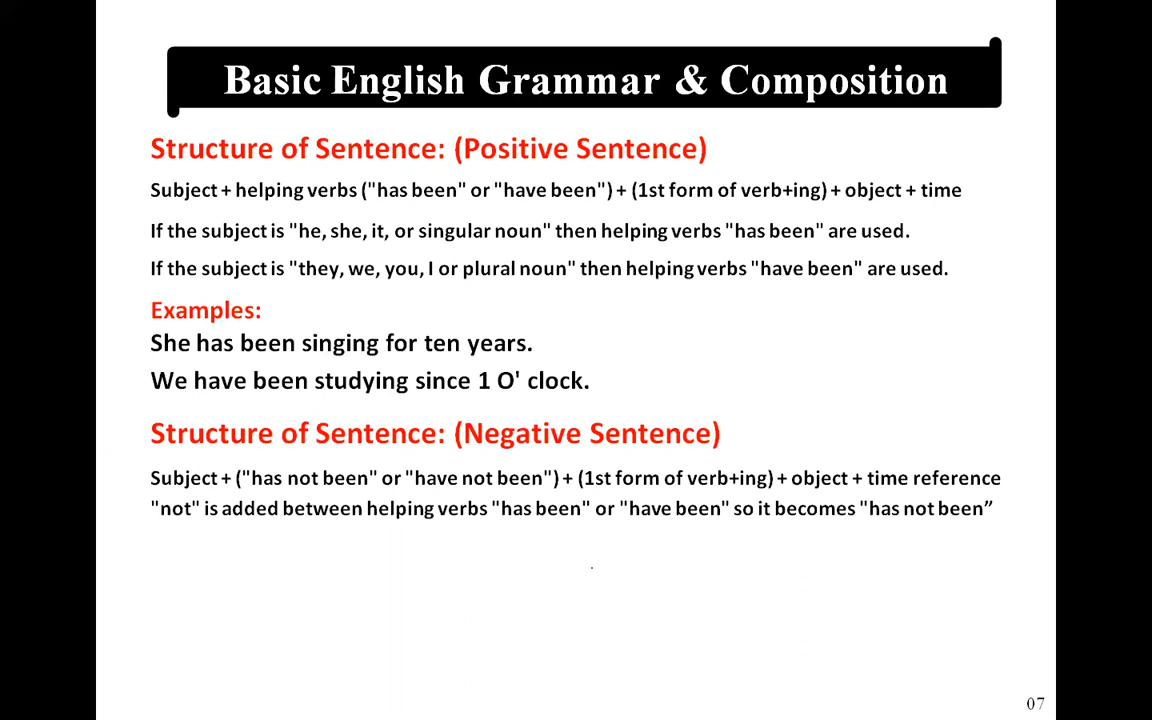 Basic English Grammar & Composition
Structure of Sentence: (Positive Sentence)
Subject + helping verbs ("has been" or "have been") + (1st form of verb+ing) + object + time
If the subject is "he, she, it, or singular noun" then helping verbs "has been" are used.
If the subject is "they, we, you, I or plural noun" then helping verbs "have been" are used.
Examples:
She has been singing for ten years.
We have been studying since 1 O' clock.
Structure of Sentence: (Negative Sentence)
Subject + ("has not been" or "have not been") + (1st form of verb+ing) + object + time reference
"not" is added between helping verbs "has been" or "have been" so it becomes "has not been”
07